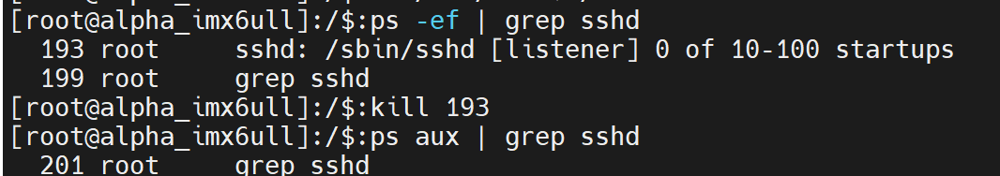 [root@alpha_imx6ull]:/$:ps -ef | grep sshd
193 root sshd: /sbin/sshd [listener] 0 of 10-100 startups
199 root grep sshd
[root@alpha_imx6ull]:/$:kill 193
[root@alpha_imx6ull]:/$:ps aux | grep sshd
201 root grep sshd